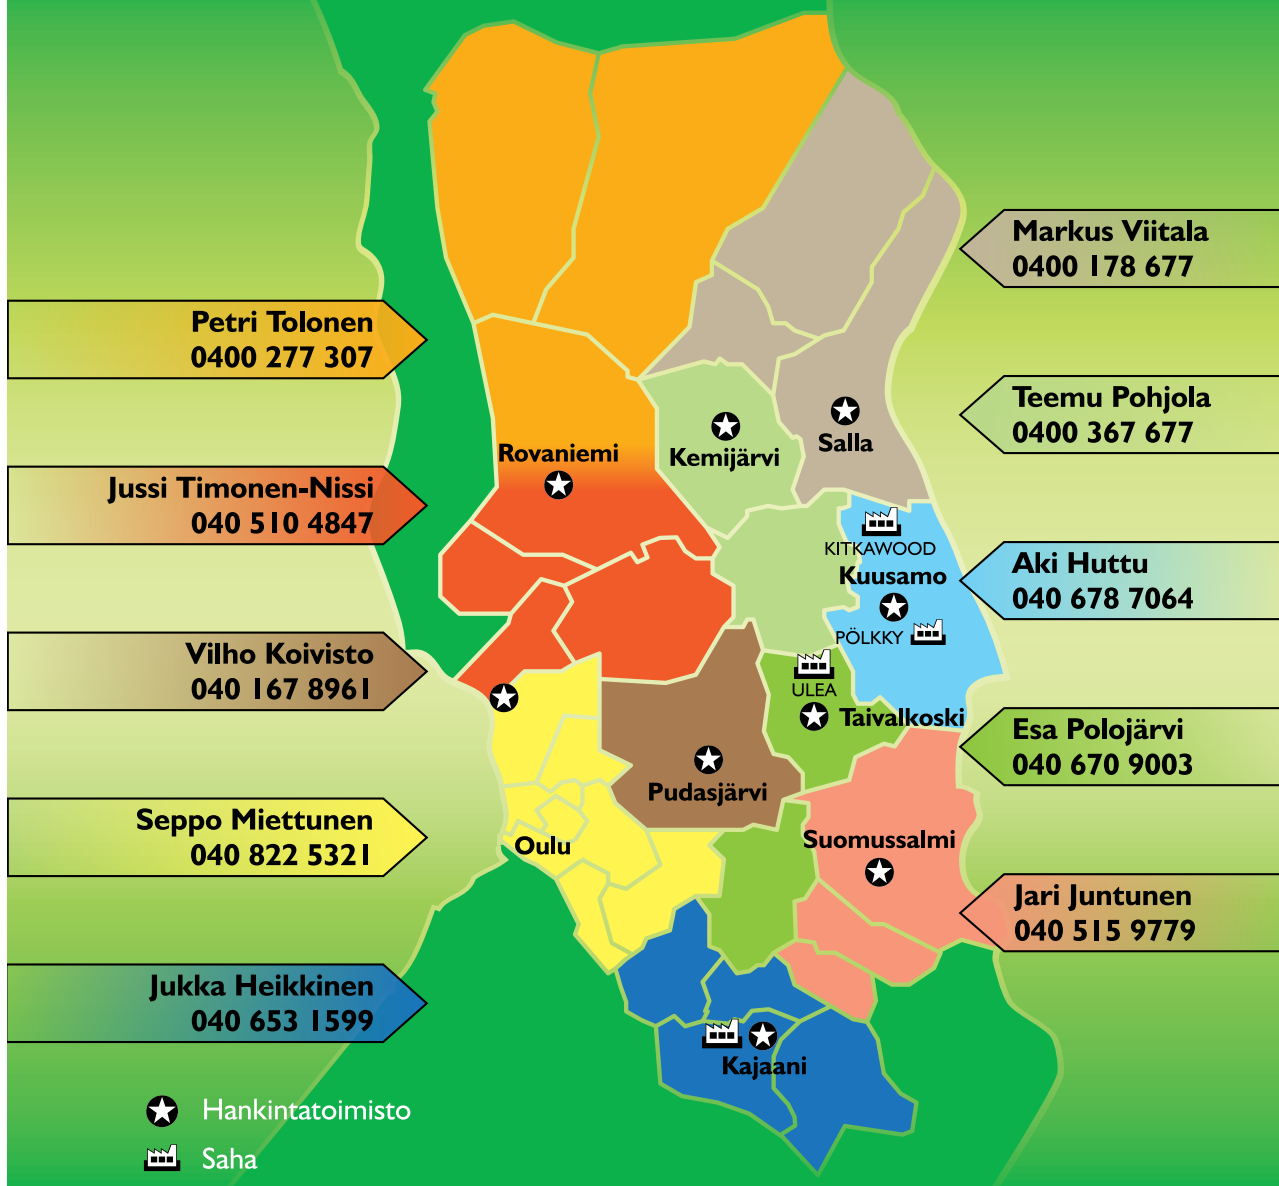 Markus Viitala
0400 178 677
Petri Tolonen
0400 277 307
Teemu Pohjola
0400 367 677
Jussi Timonen-Nissi
040 510 4847
Aki Huttu
040 678 7064
Vilho Koivisto
040 167 8961
Esa Polojärvi
040 670 9003
Seppo Miettunen
040 822 5321
Jari Juntunen
040 515 9779
Jukka Heikkinen
040 653 1599
Rovaniemi
Kemijärvi
Salla
KITKAWOOD
Kuusamo
PÖLKKY
ULEA
Taivalkoski
Pudasjärvi
Suomussalmi
Oulu
Kajaani
Hankintatoimisto
Saha